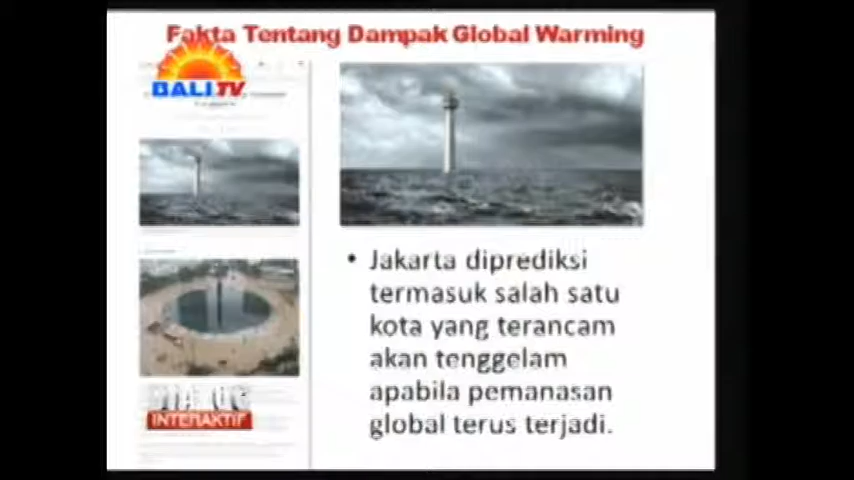 Fakta Tentang Dampak Global Warming
BALI TV
• Jakarta diprediksi
termasuk salah satu
kota yang terancam
akan tenggelam
apabila pemanasan
global terus terjadi.
DIALOG
INTERAKTIF